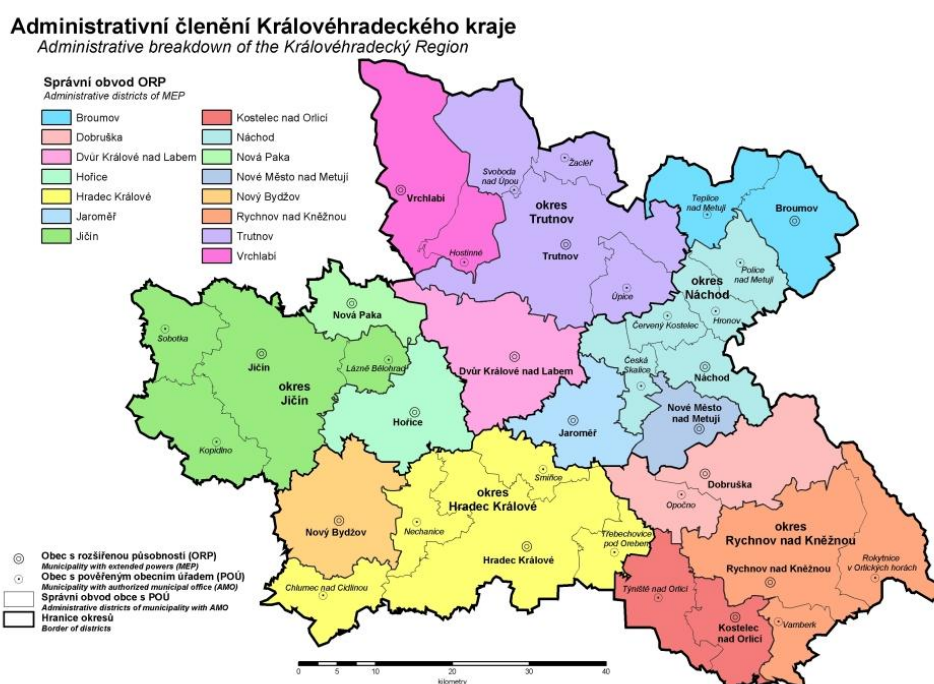 Administrativní členění Královéhradeckého kraje
Administrative breakdown of the Královéhradecký Region
Správní obvod ORP
Administrative districts of MEP
Broumov
Dobruška
Dvůr Králové nad Labem
Hořice
Hradec Králové
Jaroměř
Jičín
Kostelec nad Orlicí
Náchod
Nová Paka
Nové Město nad Metují
Nový Bydžov
Rychnov nad Kněžnou
Trutnov
Vrchlabí
Žacléř
Svoboda
nad Úpou
Vrchlabí
okres
Trutnov
Teplice
nad Metují
Broumov
Trutnov
Hostinné
Police
nad Metují
okres
Náchod
Úpice
Nová Paka
Hronov
Červený Kostelec
Sobotka
Jičín
Lázně Bělohrad
Dvůr Králové nad Labem
Česká
Skalice
Náchod
okres
Jičín
Hořice
Nové Město
nad Metují
Jaroměř
Kopidlno
Smiřice
Dobruška
okres
Hradec Králové
Opočno
Nový Bydžov
Nechanice
Třebechovice
pod Orebem
okres
Rychnov nad Kněžnou
Hradec Králové
Rokytnice
v Orlických horách
Rychnov nad Kněžnou
Chlumec nad Cidlinou
Týniště nad Orlicí
Vamberk
Kostelec
nad Orlicí
Obec s rozšířenou působností (ORP)
Municipality with extended powers (MEP)
Obec s pověřeným obecním úřadem (POÚ)
Municipality with authorized municipal office (AMO)
Správní obvod obce s POÚ
Administrative districts of municipality with AMO
Hranice okresů
Border of districts
0 5 10 20 30 40
kilometry